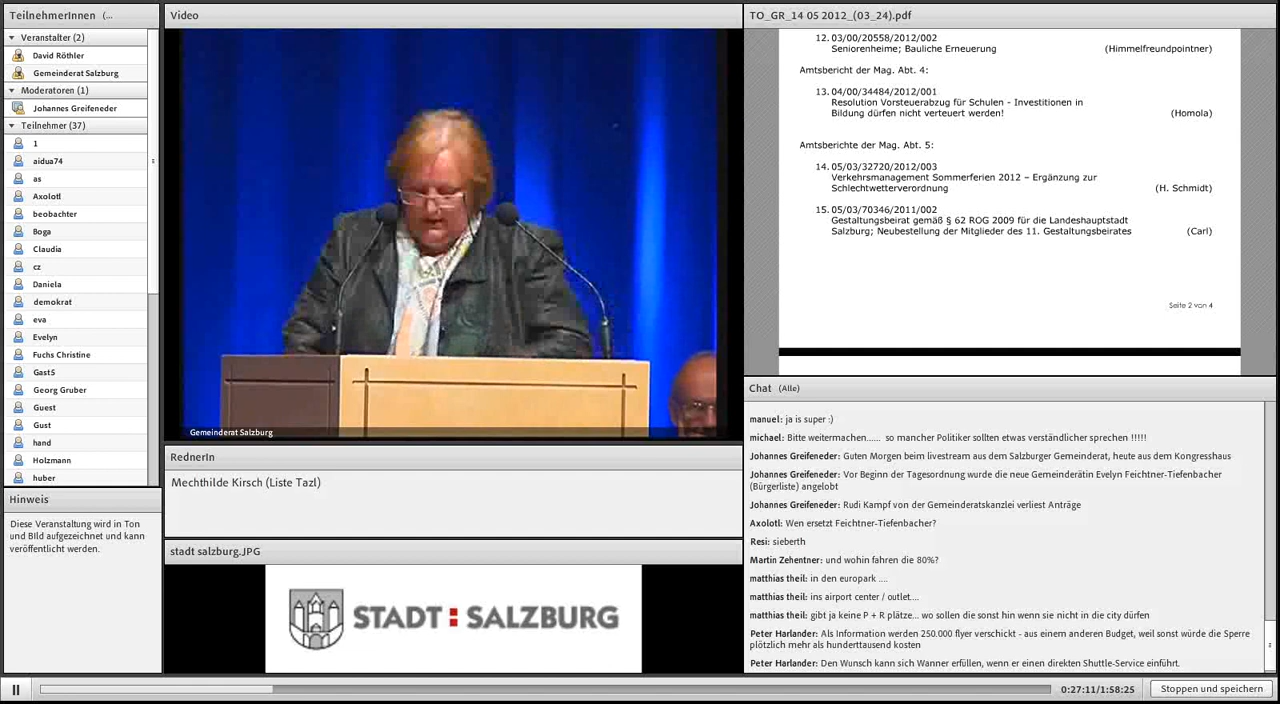 TeilnehmerInnen (...
Veranstalter (2)
David Röthler
Gemeinderat Salzburg
Moderatoren (1)
Johannes Greifeneder
Teilnehmer (37)
1
aidua74
as
Axolotl
beobachter
Boga
Claudia
cz
Daniela
demokrat
eva
Evelyn
Fuchs Christine
Gast5
Georg Gruber
Guest
Gust
hand
Holzmann
huber
Hinweis
Diese Veranstaltung wird in Ton
und Bild aufgezeichnet und kann
veröffentlicht werden.
Video
Gemeinderat Salzburg
RednerIn
Mechthilde Kirsch (Liste Tazl)
stadt salzburg.JPG
STADT : SALZBURG
TO_GR_14 05 2012_(03_24).pdf
12. 03/00/20558/2012/002
Seniorenheime; Bauliche Erneuerung (Himmelfreundpointner)
Amtsbericht der Mag. Abt. 4:
13. 04/00/34484/2012/001
Resolution Vorsteuerabzug für Schulen - Investitionen in
Bildung dürfen nicht verteuert werden! (Homola)
Amtsberichte der Mag. Abt. 5:
14. 05/03/32720/2012/003
Verkehrsmanagement Sommerferien 2012 – Ergänzung zur
Schlechtwetterverordnung (H. Schmidt)
15. 05/03/70346/2011/002
Gestaltungsbeirat gemäß § 62 ROG 2009 für die Landeshauptstadt
Salzburg; Neubestellung der Mitglieder des 11. Gestaltungsbeirates (Carl)
Seite 2 von 4
Chat (Alle)
manuel: ja is super :)
michael: Bitte weitermachen...... so mancher Politiker sollten etwas verständlicher sprechen !!!!!
Johannes Greifeneder: Guten Morgen beim livestream aus dem Salzburger Gemeinderat, heute aus dem Kongresshaus
Johannes Greifeneder: Vor Beginn der Tagesordnung wurde die neue Gemeinderätin Evelyn Feichtner-Tiefenbacher
(Bürgerliste) angelobt
Johannes Greifeneder: Rudi Kampf von der Gemeinderatskanzlei verliest Anträge
Axolotl: Wen ersetzt Feichtner-Tiefenbacher?
Resi: sieberth
Martin Zehentner: und wohin fahren die 80%?
matthias theil: in den europark ....
matthias theil: ins airport center / outlet....
matthias theil: gibt ja keine P + R plätze... wo sollen die sonst hin wenn sie nicht in die city dürfen
Peter Harlander: Als Information werden 250.000 flyer verschickt - aus einem anderen Budget, weil sonst würde die Sperre
plötzlich mehr als hunderttausend kosten
Peter Harlander: Den Wunsch kann sich Wanner erfüllen, wenn er einen direkten Shuttle-Service einführt.
0:27:11/1:58:25
Stoppen und speichern